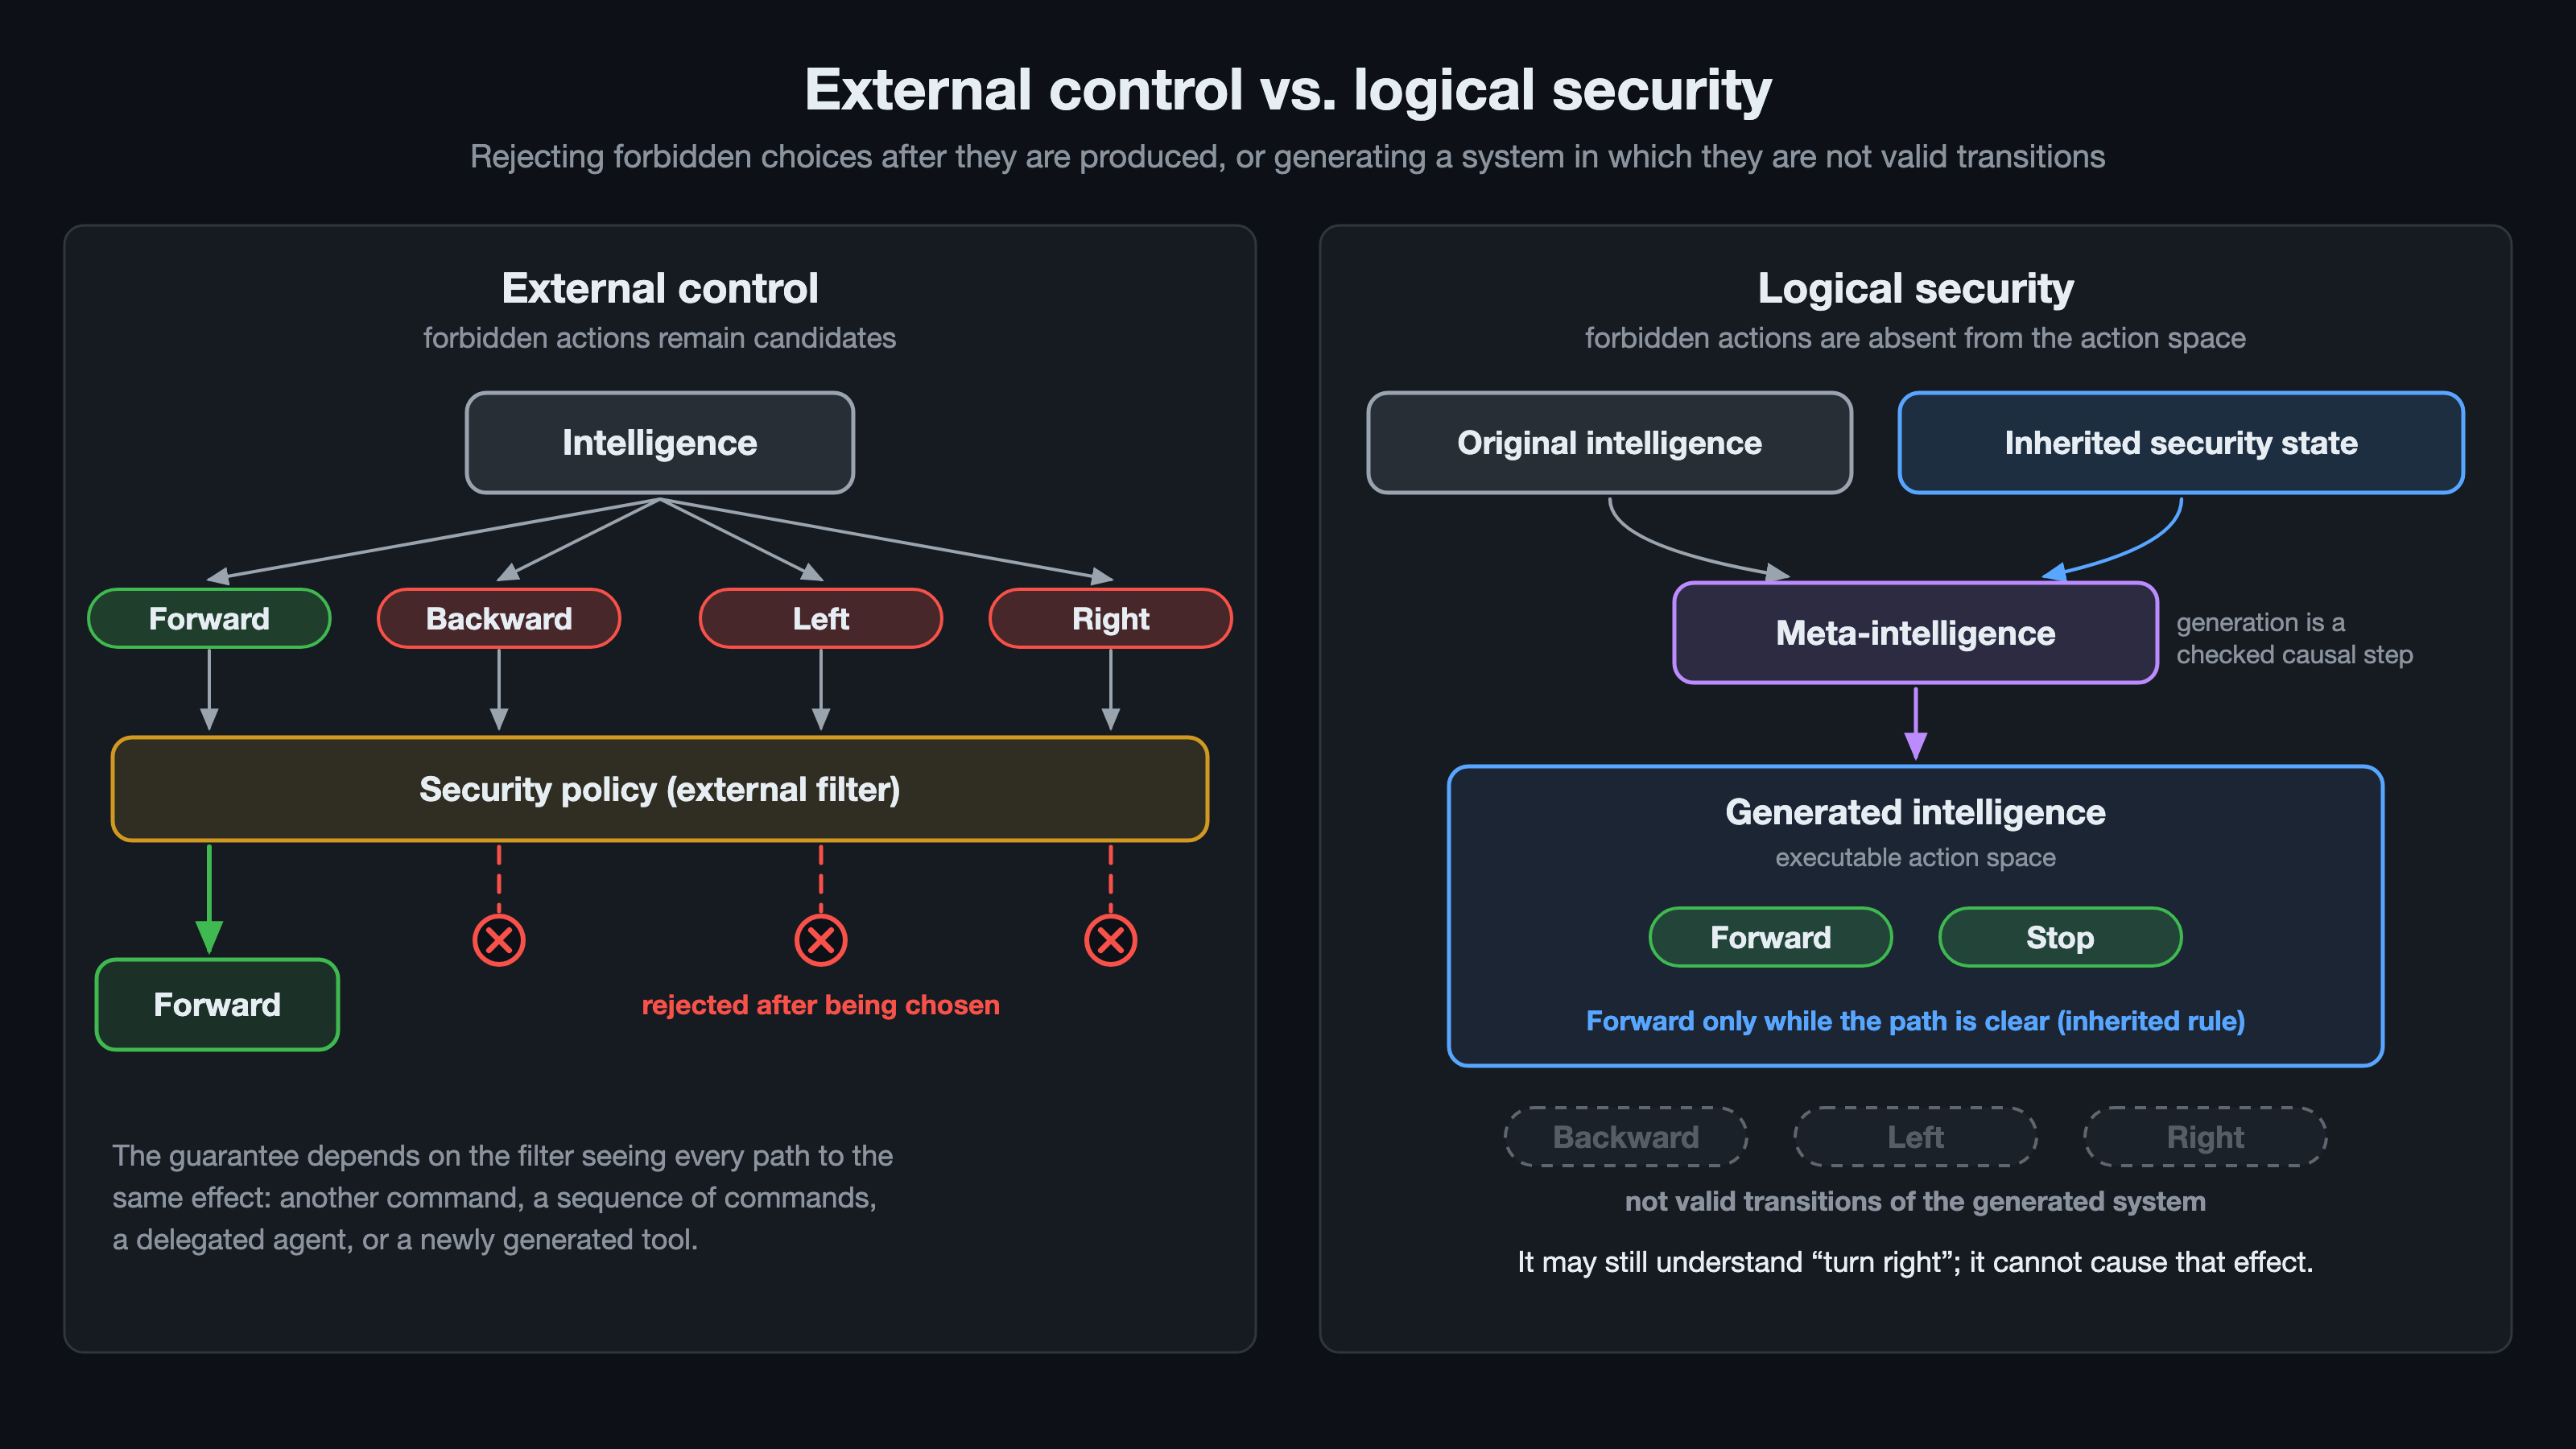 External control vs. logical security
Rejecting forbidden choices after they are produced, or generating a system in which they are not valid transitions
External control
forbidden actions remain candidates
Intelligence
Forward
Backward
Left
Right
Security policy (external filter)
Forward
rejected after being chosen
The guarantee depends on the filter seeing every path to the
same effect: another command, a sequence of commands,
a delegated agent, or a newly generated tool.
Logical security
forbidden actions are absent from the action space
Original intelligence
Inherited security state
Meta-intelligence
generation is a
checked causal step
Generated intelligence
executable action space
Forward
Stop
Forward only while the path is clear (inherited rule)
Backward
Left
Right
not valid transitions of the generated system
It may still understand “turn right”; it cannot cause that effect.